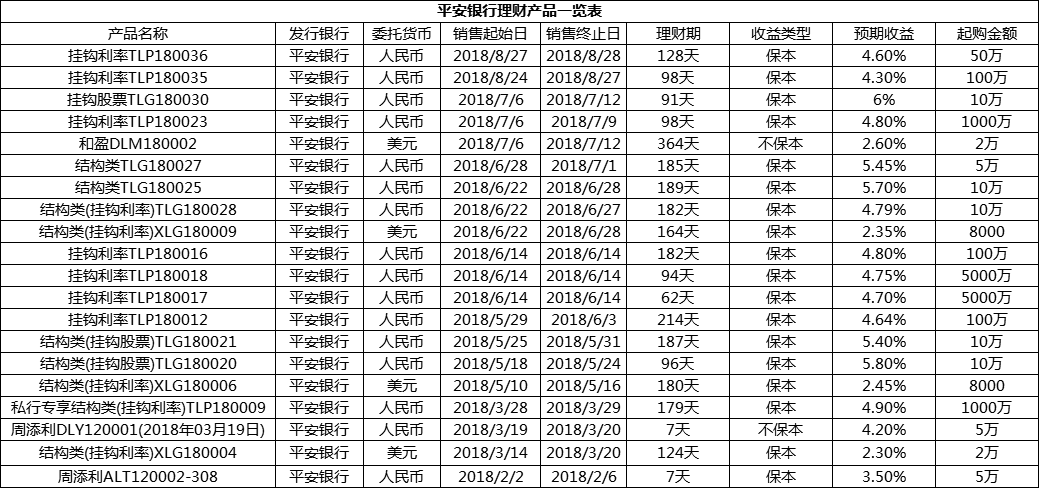 平安银行理财产品一览表
产品名称 发行银行 委托货币 销售起始日 销售终止日 理财期 收益类型 预期收益 起购金额
挂钩利率TLP180036 平安银行 人民币 2018/8/27 2018/8/28 128天 保本 4.60% 50万
挂钩利率TLP180035 平安银行 人民币 2018/8/24 2018/8/27 98天 保本 4.30% 100万
挂钩股票TLG180030 平安银行 人民币 2018/7/6 2018/7/12 91天 保本 6% 10万
挂钩利率TLP180023 平安银行 人民币 2018/7/6 2018/7/9 98天 保本 4.80% 1000万
和盈DLM180002 平安银行 美元 2018/7/6 2018/7/12 364天 不保本 2.60% 2万
结构类TLG180027 平安银行 人民币 2018/6/28 2018/7/1 185天 保本 5.45% 5万
结构类TLG180025 平安银行 人民币 2018/6/22 2018/6/28 189天 保本 5.70% 10万
结构类(挂钩利率)TLG180028 平安银行 人民币 2018/6/22 2018/6/27 182天 保本 4.79% 10万
结构类(挂钩利率)XLG180009 平安银行 美元 2018/6/22 2018/6/28 164天 保本 2.35% 8000
挂钩利率TLP180016 平安银行 人民币 2018/6/14 2018/6/14 182天 保本 4.80% 100万
挂钩利率TLP180018 平安银行 人民币 2018/6/14 2018/6/14 94天 保本 4.75% 5000万
挂钩利率TLP180017 平安银行 人民币 2018/6/14 2018/6/14 62天 保本 4.70% 5000万
挂钩利率TLP180012 平安银行 人民币 2018/5/29 2018/6/3 214天 保本 4.64% 100万
结构类(挂钩股票)TLG180021 平安银行 人民币 2018/5/25 2018/5/31 187天 保本 5.40% 10万
结构类(挂钩股票)TLG180020 平安银行 人民币 2018/5/18 2018/5/24 96天 保本 5.80% 10万
结构类(挂钩利率)XLG180006 平安银行 美元 2018/5/10 2018/5/16 180天 保本 2.45% 8000
私行专享结构类(挂钩利率)TLP180009 平安银行 人民币 2018/3/28 2018/3/29 179天 保本 4.90% 1000万
周添利DLY120001(2018年03月19日) 平安银行 人民币 2018/3/19 2018/3/20 7天 不保本 4.20% 5万
结构类(挂钩利率)XLG180004 平安银行 美元 2018/3/14 2018/3/20 124天 保本 2.30% 2万
周添利ALT120002-308 平安银行 人民币 2018/2/2 2018/2/6 7天 保本 3.50% 5万